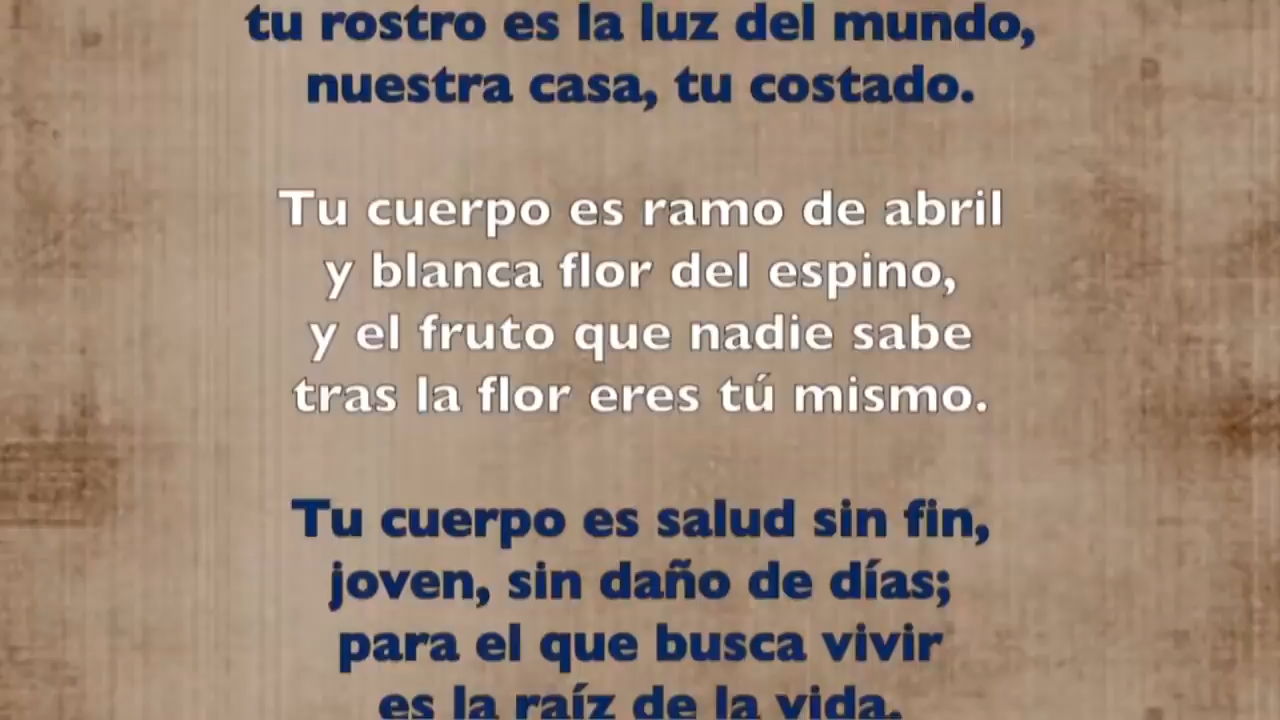 tu rostro es la luz del mundo,
nuestra casa, tu costado.
Tu cuerpo es ramo de abril
y blanca flor del espino,
y el fruto que nadie sabe
tras la flor eres tú mismo.
Tu cuerpo es salud sin fin,
joven, sin daño de días;
para el que busca vivir
es la raíz de la vida.